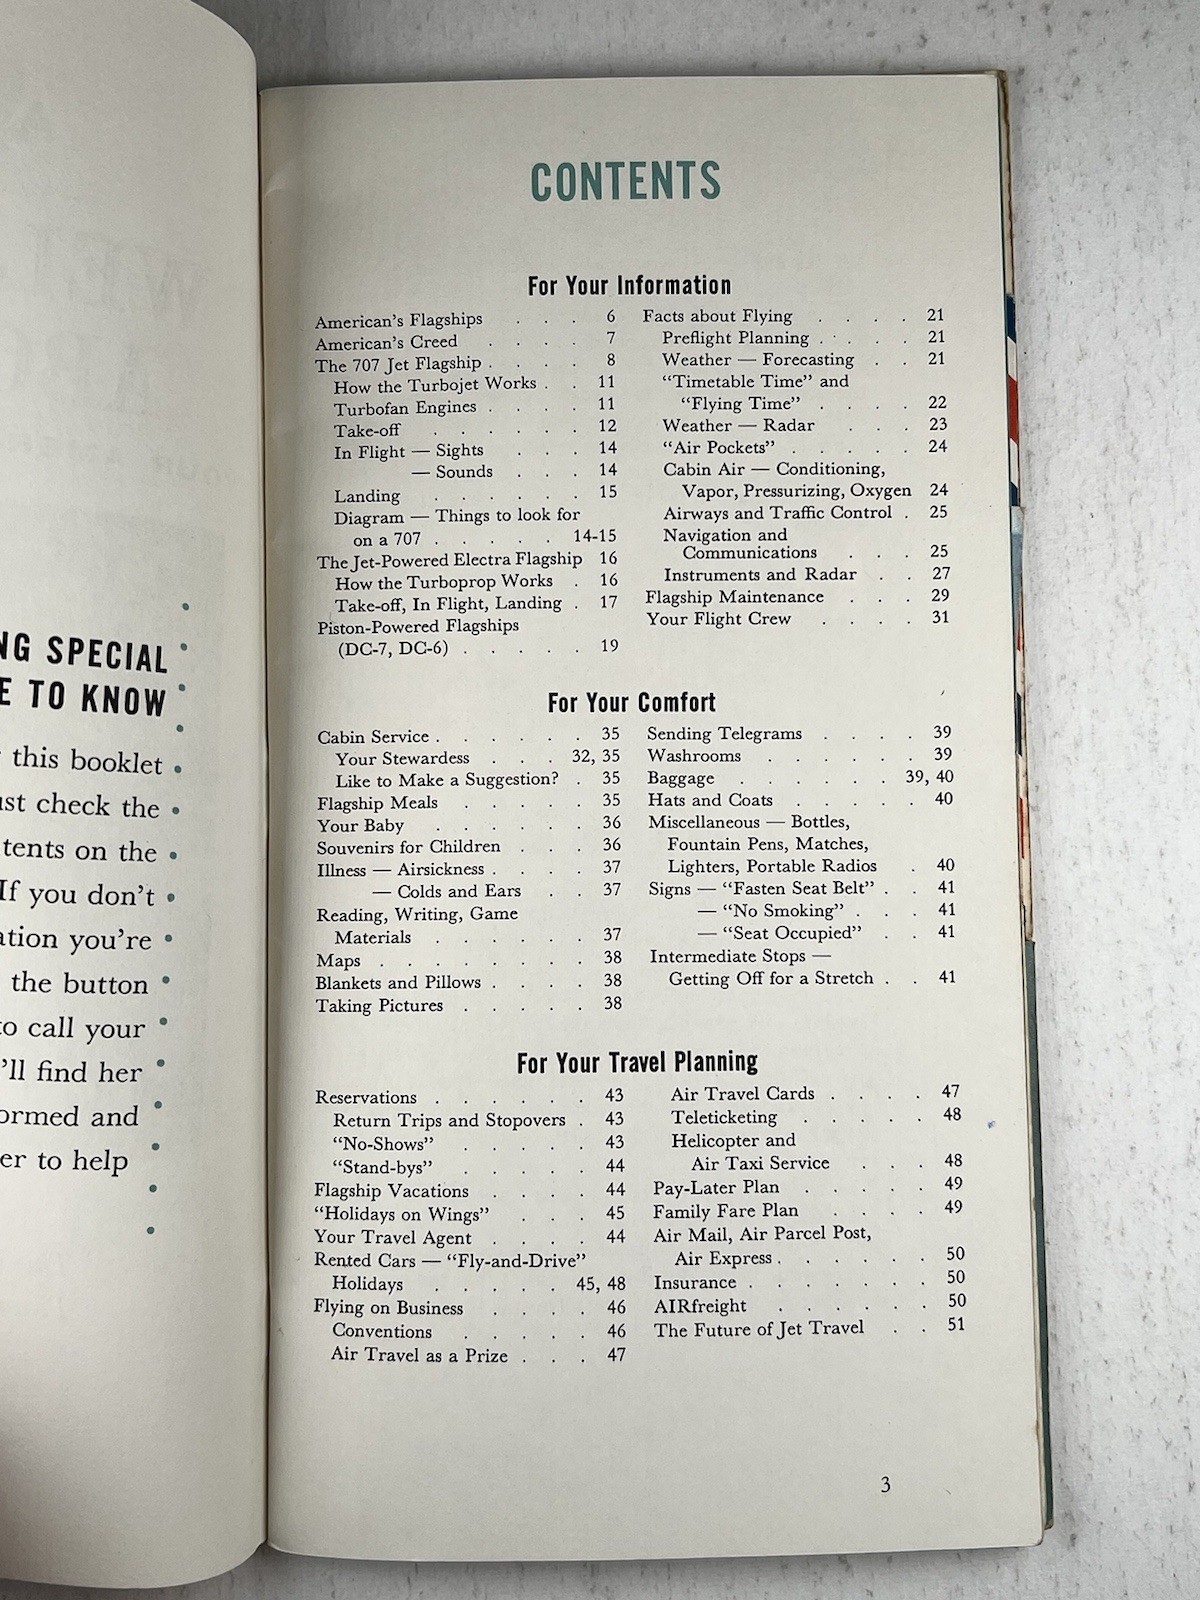 NG SPECIAL
E TO KNOW
this booklet
ust check the
tents on the
If you don't
ation you're
the button
to call your
'll find her
ormed and
er to help
CONTENTS
For Your Information
American's Flagships . . . 6
American's Creed . . . . 7
The 707 Jet Flagship . . . . 8
How the Turbojet Works . . 11
Turbofan Engines . . . . 11
Take-off . . . . . . 12
In Flight — Sights . . . 14
— Sounds . . . 14
Landing . . . . . . 15
Diagram — Things to look for
on a 707 . . . . . 14-15
The Jet-Powered Electra Flagship 16
How the Turboprop Works . 16
Take-off, In Flight, Landing . 17
Piston-Powered Flagships
(DC-7, DC-6) . . . . . 19
Facts about Flying . . . . 21
Preflight Planning . . . . 21
Weather — Forecasting . . 21
"Timetable Time" and
"Flying Time" . . . . 22
Weather — Radar . . . 23
"Air Pockets" . . . . . 24
Cabin Air — Conditioning,
Vapor, Pressurizing, Oxygen 24
Airways and Traffic Control . 25
Navigation and
Communications . . . 25
Instruments and Radar . . 27
Flagship Maintenance . . . 29
Your Flight Crew . . . . 31
For Your Comfort
Cabin Service . . . . . . 35
Your Stewardess . . . 32, 35
Like to Make a Suggestion? . 35
Flagship Meals . . . . . 35
Your Baby . . . . . . 36
Souvenirs for Children . . . 36
Illness — Airsickness . . . . 37
— Colds and Ears . . 37
Reading, Writing, Game
Materials . . . . . . 37
Maps . . . . . . . . 38
Blankets and Pillows . . . . 38
Taking Pictures . . . . . 38
Sending Telegrams . . . . 39
Washrooms . . . . . . 39
Baggage . . . . . . 39, 40
Hats and Coats . . . . . 40
Miscellaneous — Bottles,
Fountain Pens, Matches,
Lighters, Portable Radios . 40
Signs — "Fasten Seat Belt" . . 41
— "No Smoking" . . . 41
— "Seat Occupied" . . 41
Intermediate Stops —
Getting Off for a Stretch . . 41
For Your Travel Planning
Reservations . . . . . . 43
Return Trips and Stopovers . 43
"No-Shows" . . . . . 43
"Stand-bys" . . . . . 44
Flagship Vacations . . . . 44
"Holidays on Wings" . . . 45
Your Travel Agent . . . . 44
Rented Cars — "Fly-and-Drive"
Holidays . . . . . 45, 48
Flying on Business . . . . 46
Conventions . . . . . 46
Air Travel as a Prize . . . 47
Air Travel Cards . . . . 47
Teleticketing . . . . . 48
Helicopter and
Air Taxi Service . . . 48
Pay-Later Plan . . . . . 49
Family Fare Plan . . . . 49
Air Mail, Air Parcel Post,
Air Express . . . . . . 50
Insurance . . . . . . . 50
AIRfreight . . . . . . 50
The Future of Jet Travel . . 51
3